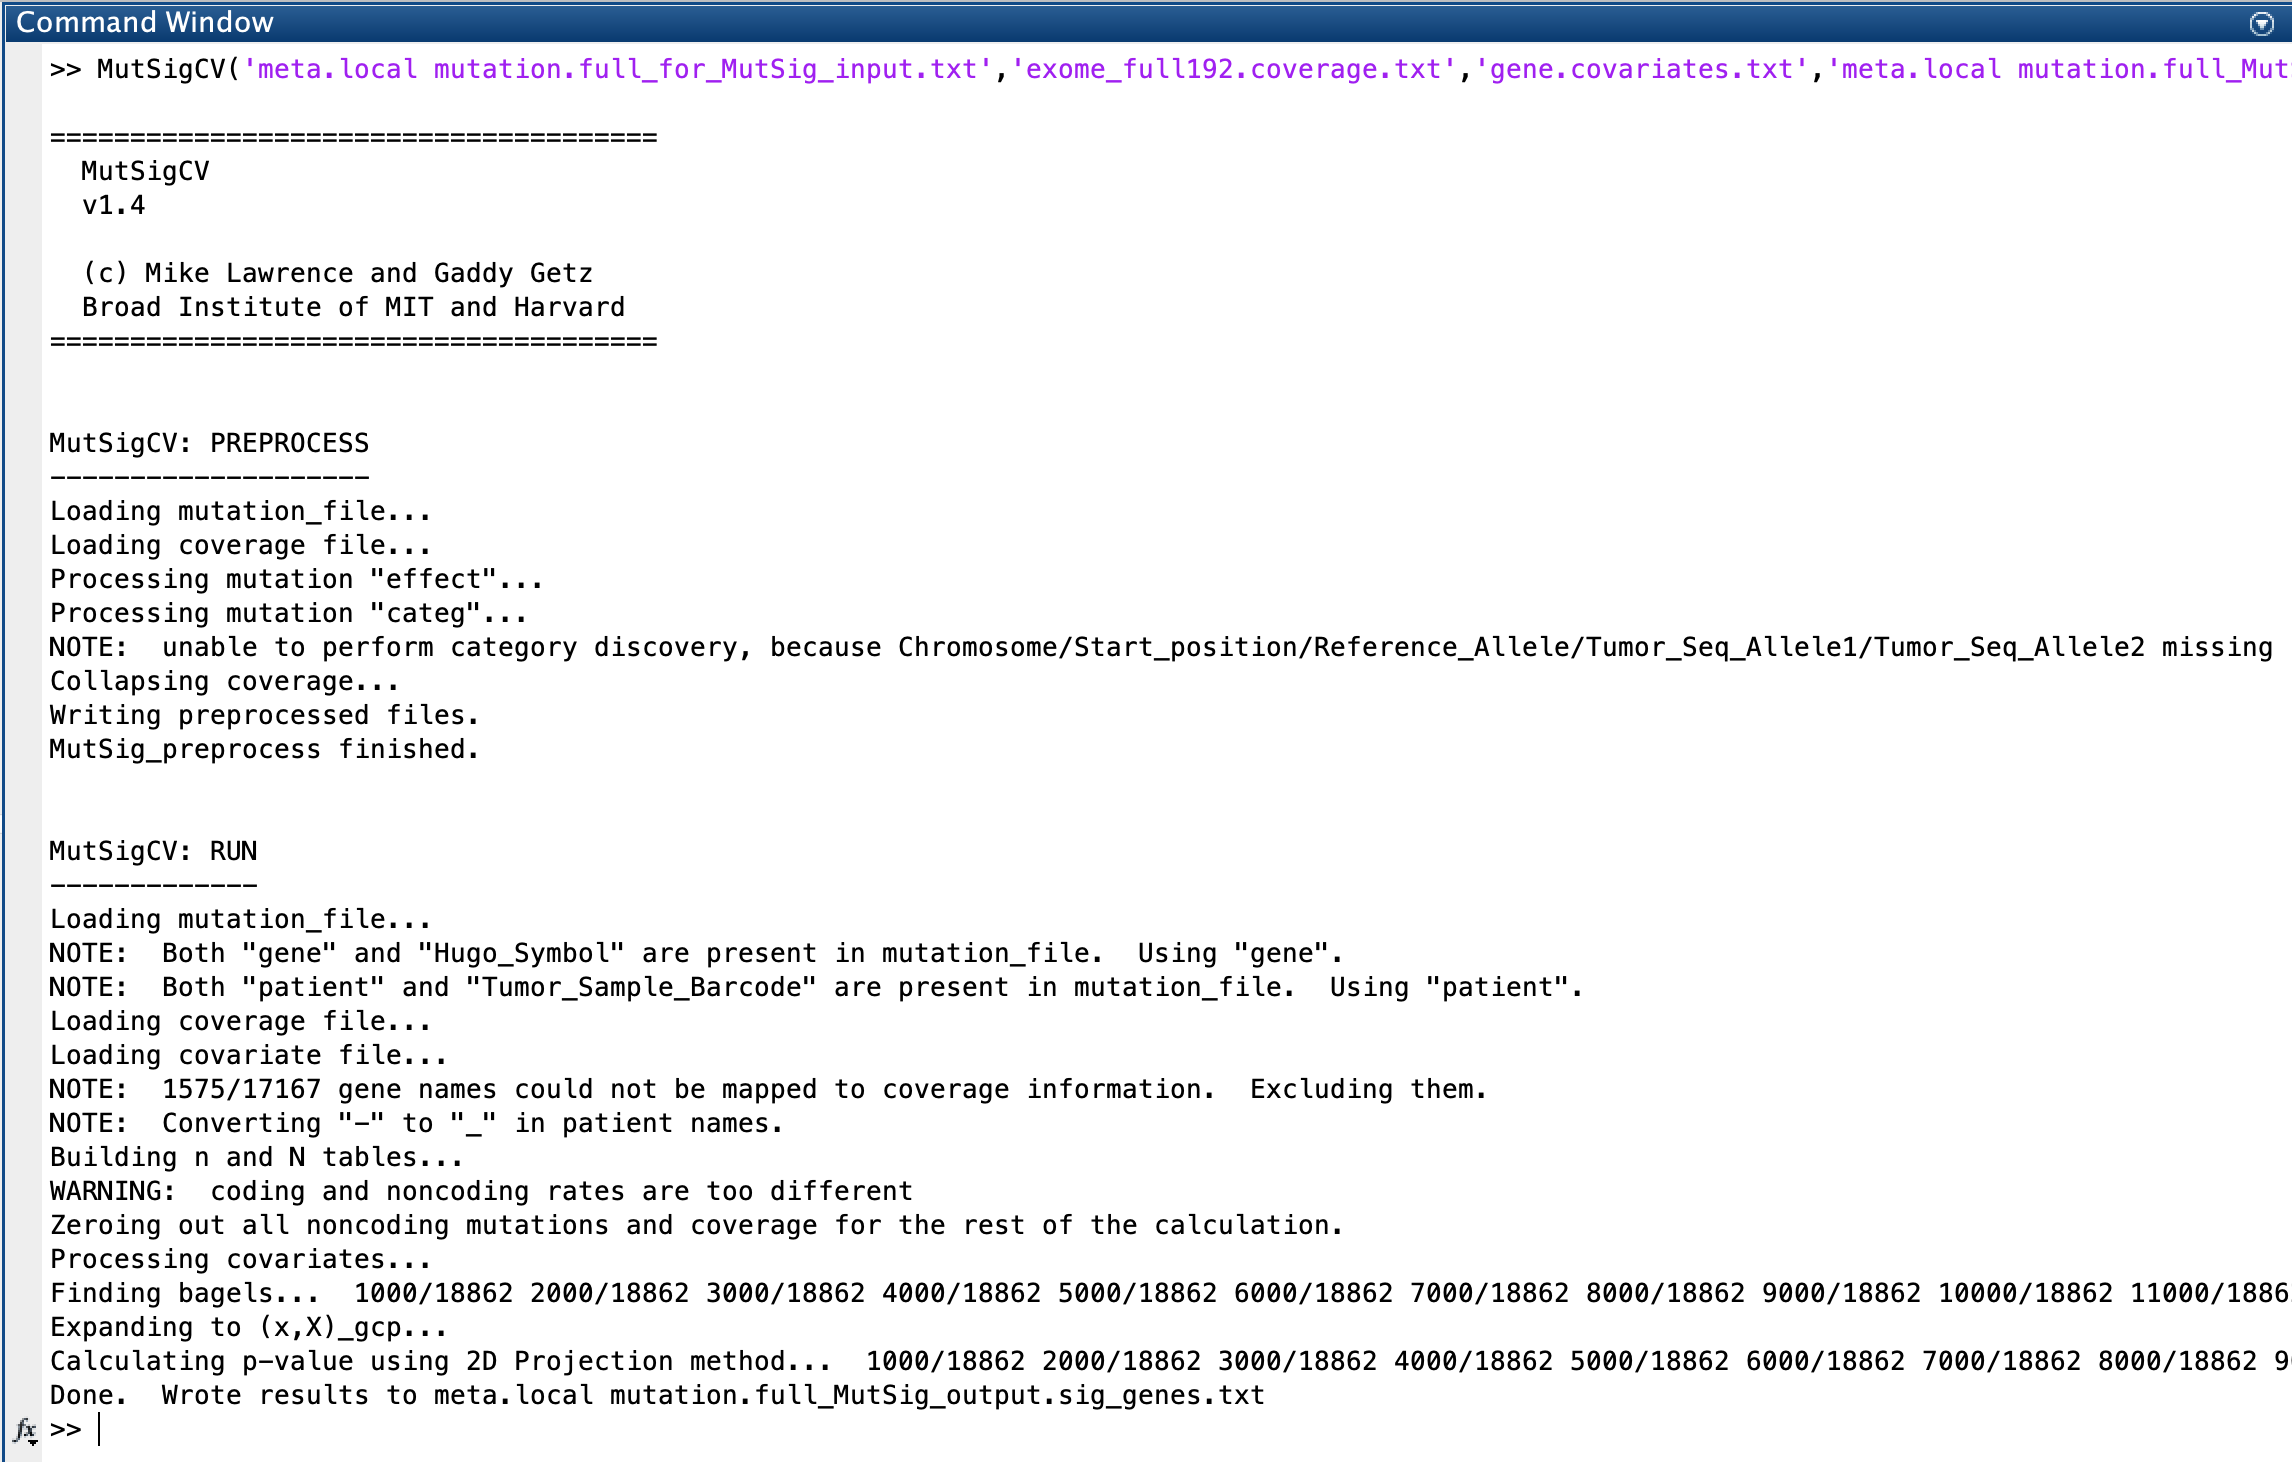 Command Window
>> MutSigCV('meta.local mutation.full_for_MutSig_input.txt','exome_full192.coverage.txt','gene.covariates.txt','meta.local mutation.full_Mut
======================================
MutSigCV
v1.4
(c) Mike Lawrence and Gaddy Getz
Broad Institute of MIT and Harvard
======================================
MutSigCV: PREPROCESS
--------------------
Loading mutation_file...
Loading coverage file...
Processing mutation "effect"...
Processing mutation "categ"...
NOTE:  unable to perform category discovery, because Chromosome/Start_position/Reference_Allele/Tumor_Seq_Allele1/Tumor_Seq_Allele2 missing
Collapsing coverage...
Writing preprocessed files.
MutSig_preprocess finished.
MutSigCV: RUN
-------------
Loading mutation_file...
NOTE:  Both "gene" and "Hugo_Symbol" are present in mutation_file.  Using "gene".
NOTE:  Both "patient" and "Tumor_Sample_Barcode" are present in mutation_file.  Using "patient".
Loading coverage file...
Loading covariate file...
NOTE:  1575/17167 gene names could not be mapped to coverage information.  Excluding them.
NOTE:  Converting "-" to "_" in patient names.
Building n and N tables...
WARNING:  coding and noncoding rates are too different
Zeroing out all noncoding mutations and coverage for the rest of the calculation.
Processing covariates...
Finding bagels...  1000/18862 2000/18862 3000/18862 4000/18862 5000/18862 6000/18862 7000/18862 8000/18862 9000/18862 10000/18862 11000/1886
Expanding to (x,X)_gcp...
Calculating p-value using 2D Projection method...  1000/18862 2000/18862 3000/18862 4000/18862 5000/18862 6000/18862 7000/18862 8000/18862 9
Done.  Wrote results to meta.local mutation.full_MutSig_output.sig_genes.txt
fx >>